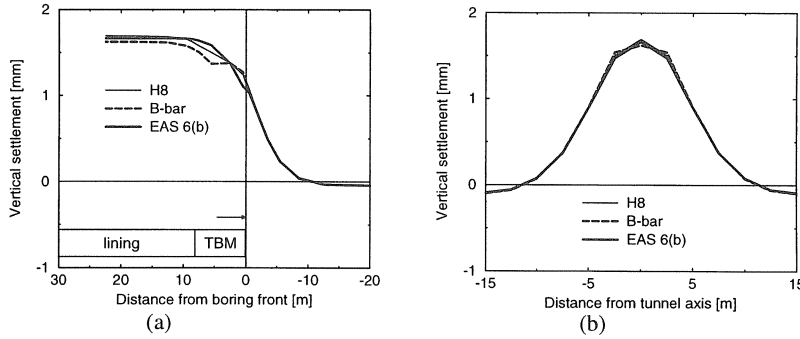 2
1
0
-1
Vertical settlement [mm]
H8
B-bar
EAS 6(b)
lining
TBM
30 20 10 0 -10 -20
Distance from boring front [m]
(a)
2
1
0
-1
Vertical settlement [mm]
H8
B-bar
EAS 6(b)
-15 -5 5 15
Distance from tunnel axis [m]
(b)